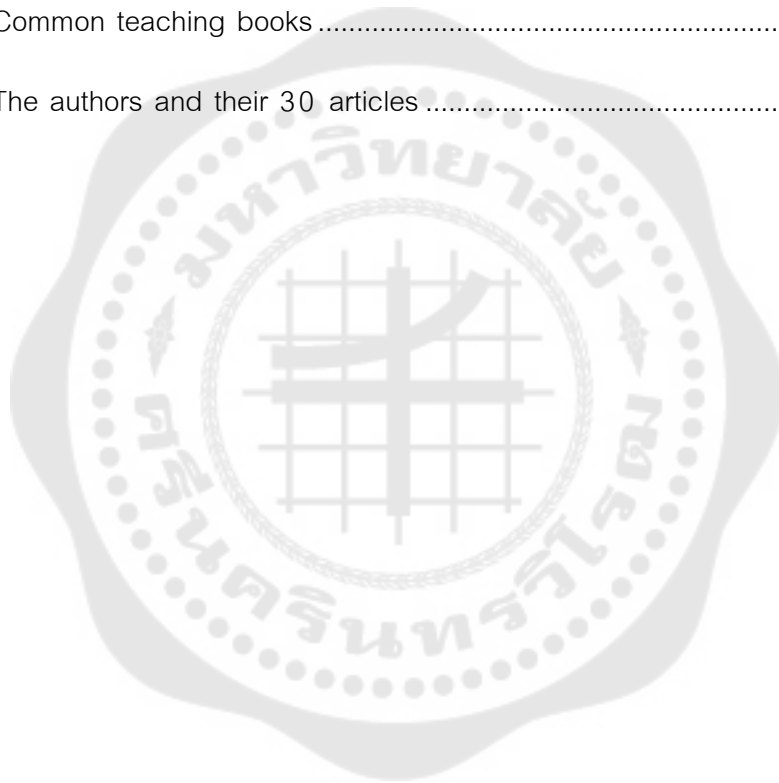 Common teaching books ............................................................
The authors and their 30 articles ..............................................
มหาวิทยาลัย
ศรีนครินทรวิโรฒ